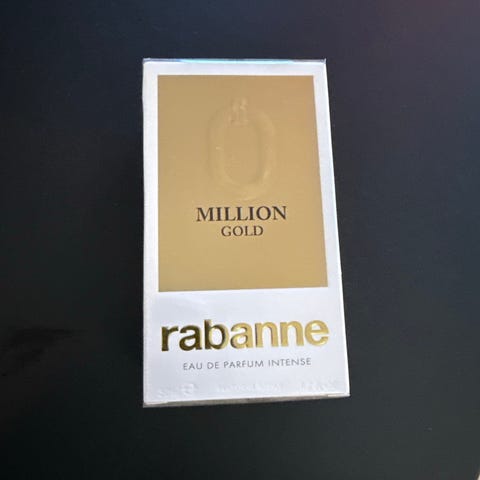 MILLION
GOLD
rabanne
EAU DE PARFUM INTENSE